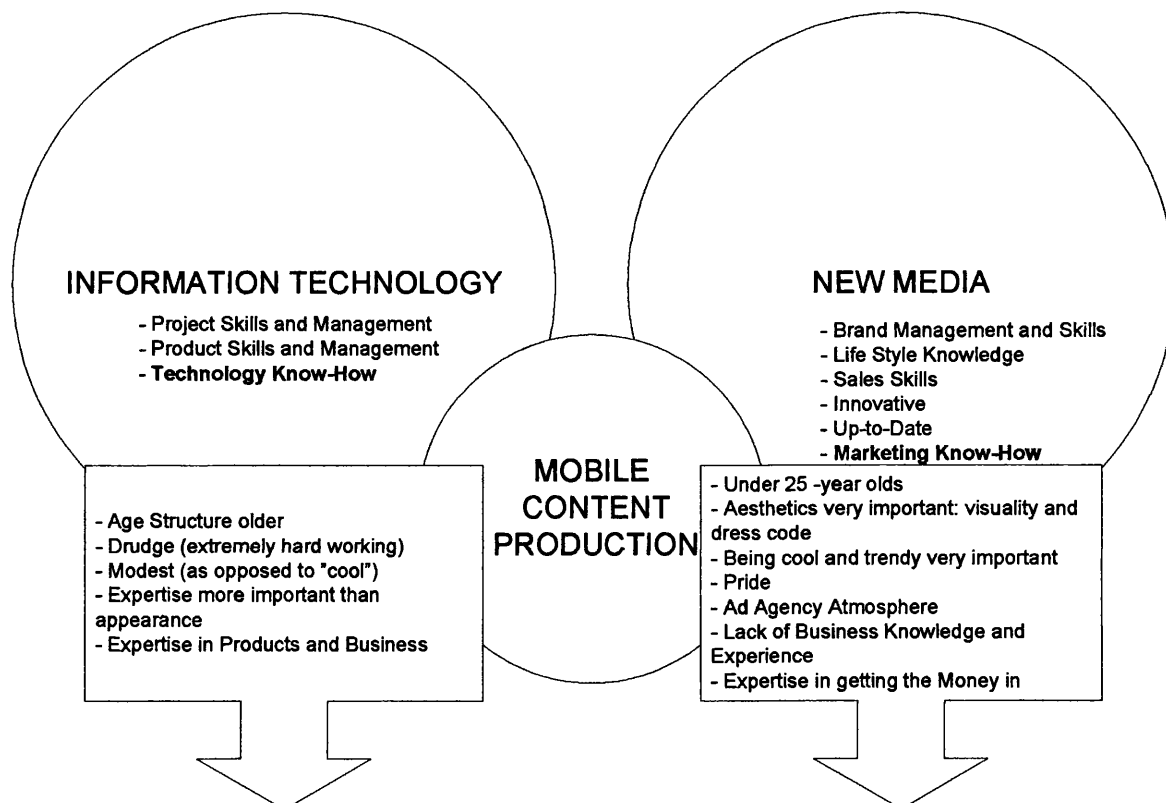 INFORMATION TECHNOLOGY
- Project Skills and Management
- Product Skills and Management
- Technology Know-How
NEW MEDIA
- Brand Management and Skills
- Life Style Knowledge
- Sales Skills
- Innovative
- Up-to-Date
- Marketing Know-How
MOBILE
CONTENT
PRODUCTION
- Age Structure older
- Drudge (extremely hard working)
- Modest (as opposed to "cool")
- Expertise more important than
appearance
- Expertise in Products and Business
- Under 25 -year olds
- Aesthetics very important: visuality and
dress code
- Being cool and trendy very important
- Pride
- Ad Agency Atmosphere
- Lack of Business Knowledge and
Experience
- Expertise in getting the Money in